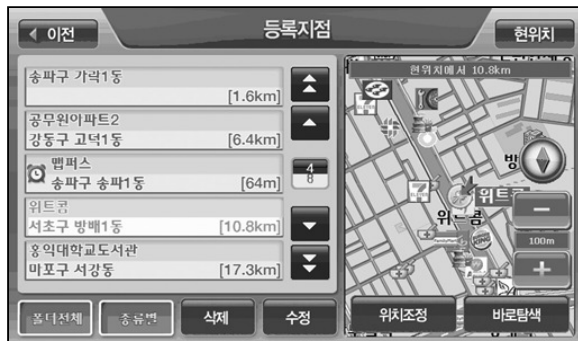 이전
등록지점
현위치
송파구 가락1동
[1.6km]
공무원아파트2
강동구 고덕1동 [6.4km]
맵퍼스
송파구 송파1동 [64m]
위트콤
서초구 방배1동 [10.8km]
홍익대학교도서관
마포구 서강동 [17.3km]
4
8
폴더전체
종류별
삭제
수정
현위치에서 10.8km
방
위트콤
위트콤
100m
위치조정
바로탐색